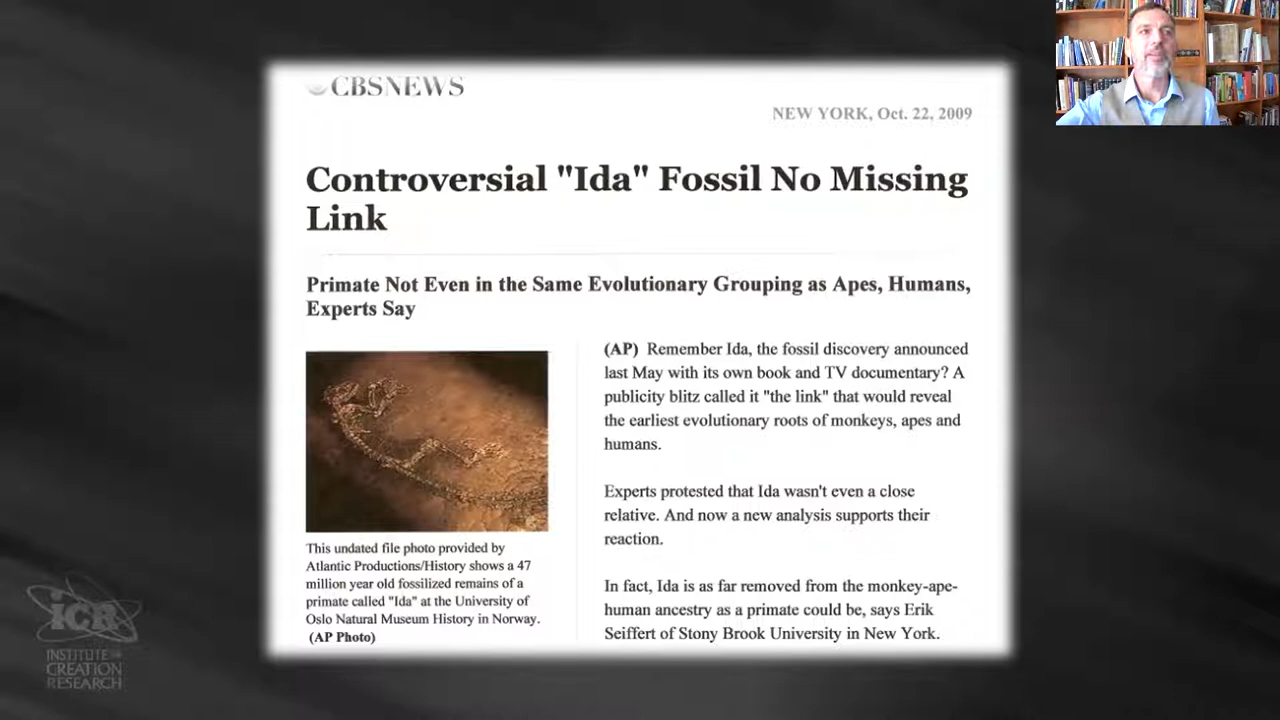 CBSNEWS
NEW YORK, Oct. 22, 2009
Controversial "Ida" Fossil No Missing
Link
Primate Not Even in the Same Evolutionary Grouping as Apes, Humans,
Experts Say
(AP) Remember Ida, the fossil discovery announced
last May with its own book and TV documentary? A
publicity blitz called it "the link" that would reveal
the earliest evolutionary roots of monkeys, apes and
humans.
Experts protested that Ida wasn't even a close
relative. And now a new analysis supports their
reaction.
In fact, Ida is as far removed from the monkey-ape-
human ancestry as a primate could be, says Erik
Seiffert of Stony Brook University in New York.
This undated file photo provided by
Atlantic Productions/History shows a 47
million year old fossilized remains of a
primate called "Ida" at the University of
Oslo Natural Museum History in Norway.
(AP Photo)
iCR
INSTITUTE for
CREATION
RESEARCH